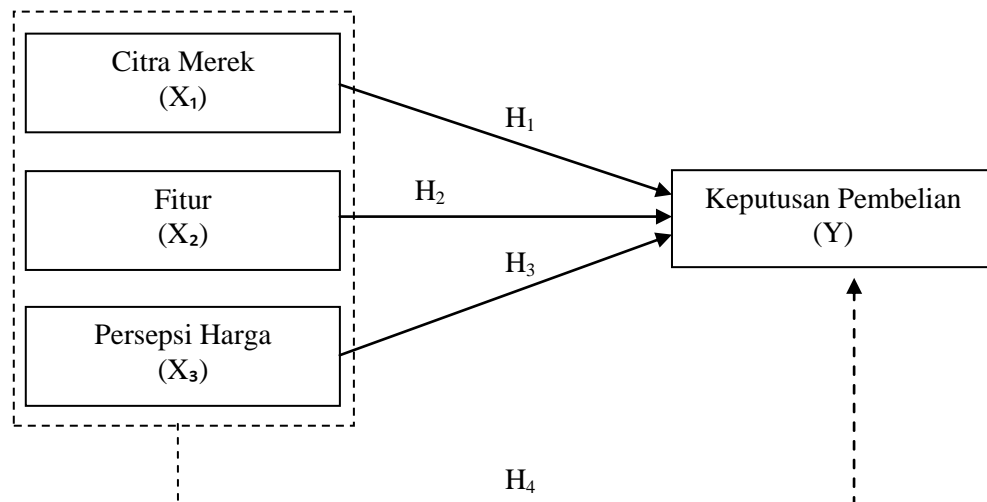 Citra Merek
(X₁)
H₁
Fitur
(X₂)
H₂
Keputusan Pembelian
(Y)
H₃
Persepsi Harga
(X₃)
H₄